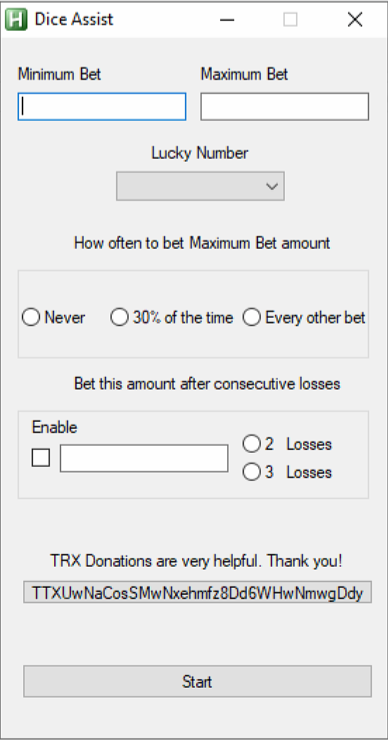 H Dice Assist
Minimum Bet Maximum Bet
Lucky Number
How often to bet Maximum Bet amount
Never 30% of the time Every other bet
Bet this amount after consecutive losses
Enable
2 Losses
3 Losses
TRX Donations are very helpful. Thank you!
TTXUwNaCosSMwNxehmfz8Dd6WHwNmwgDdy
Start